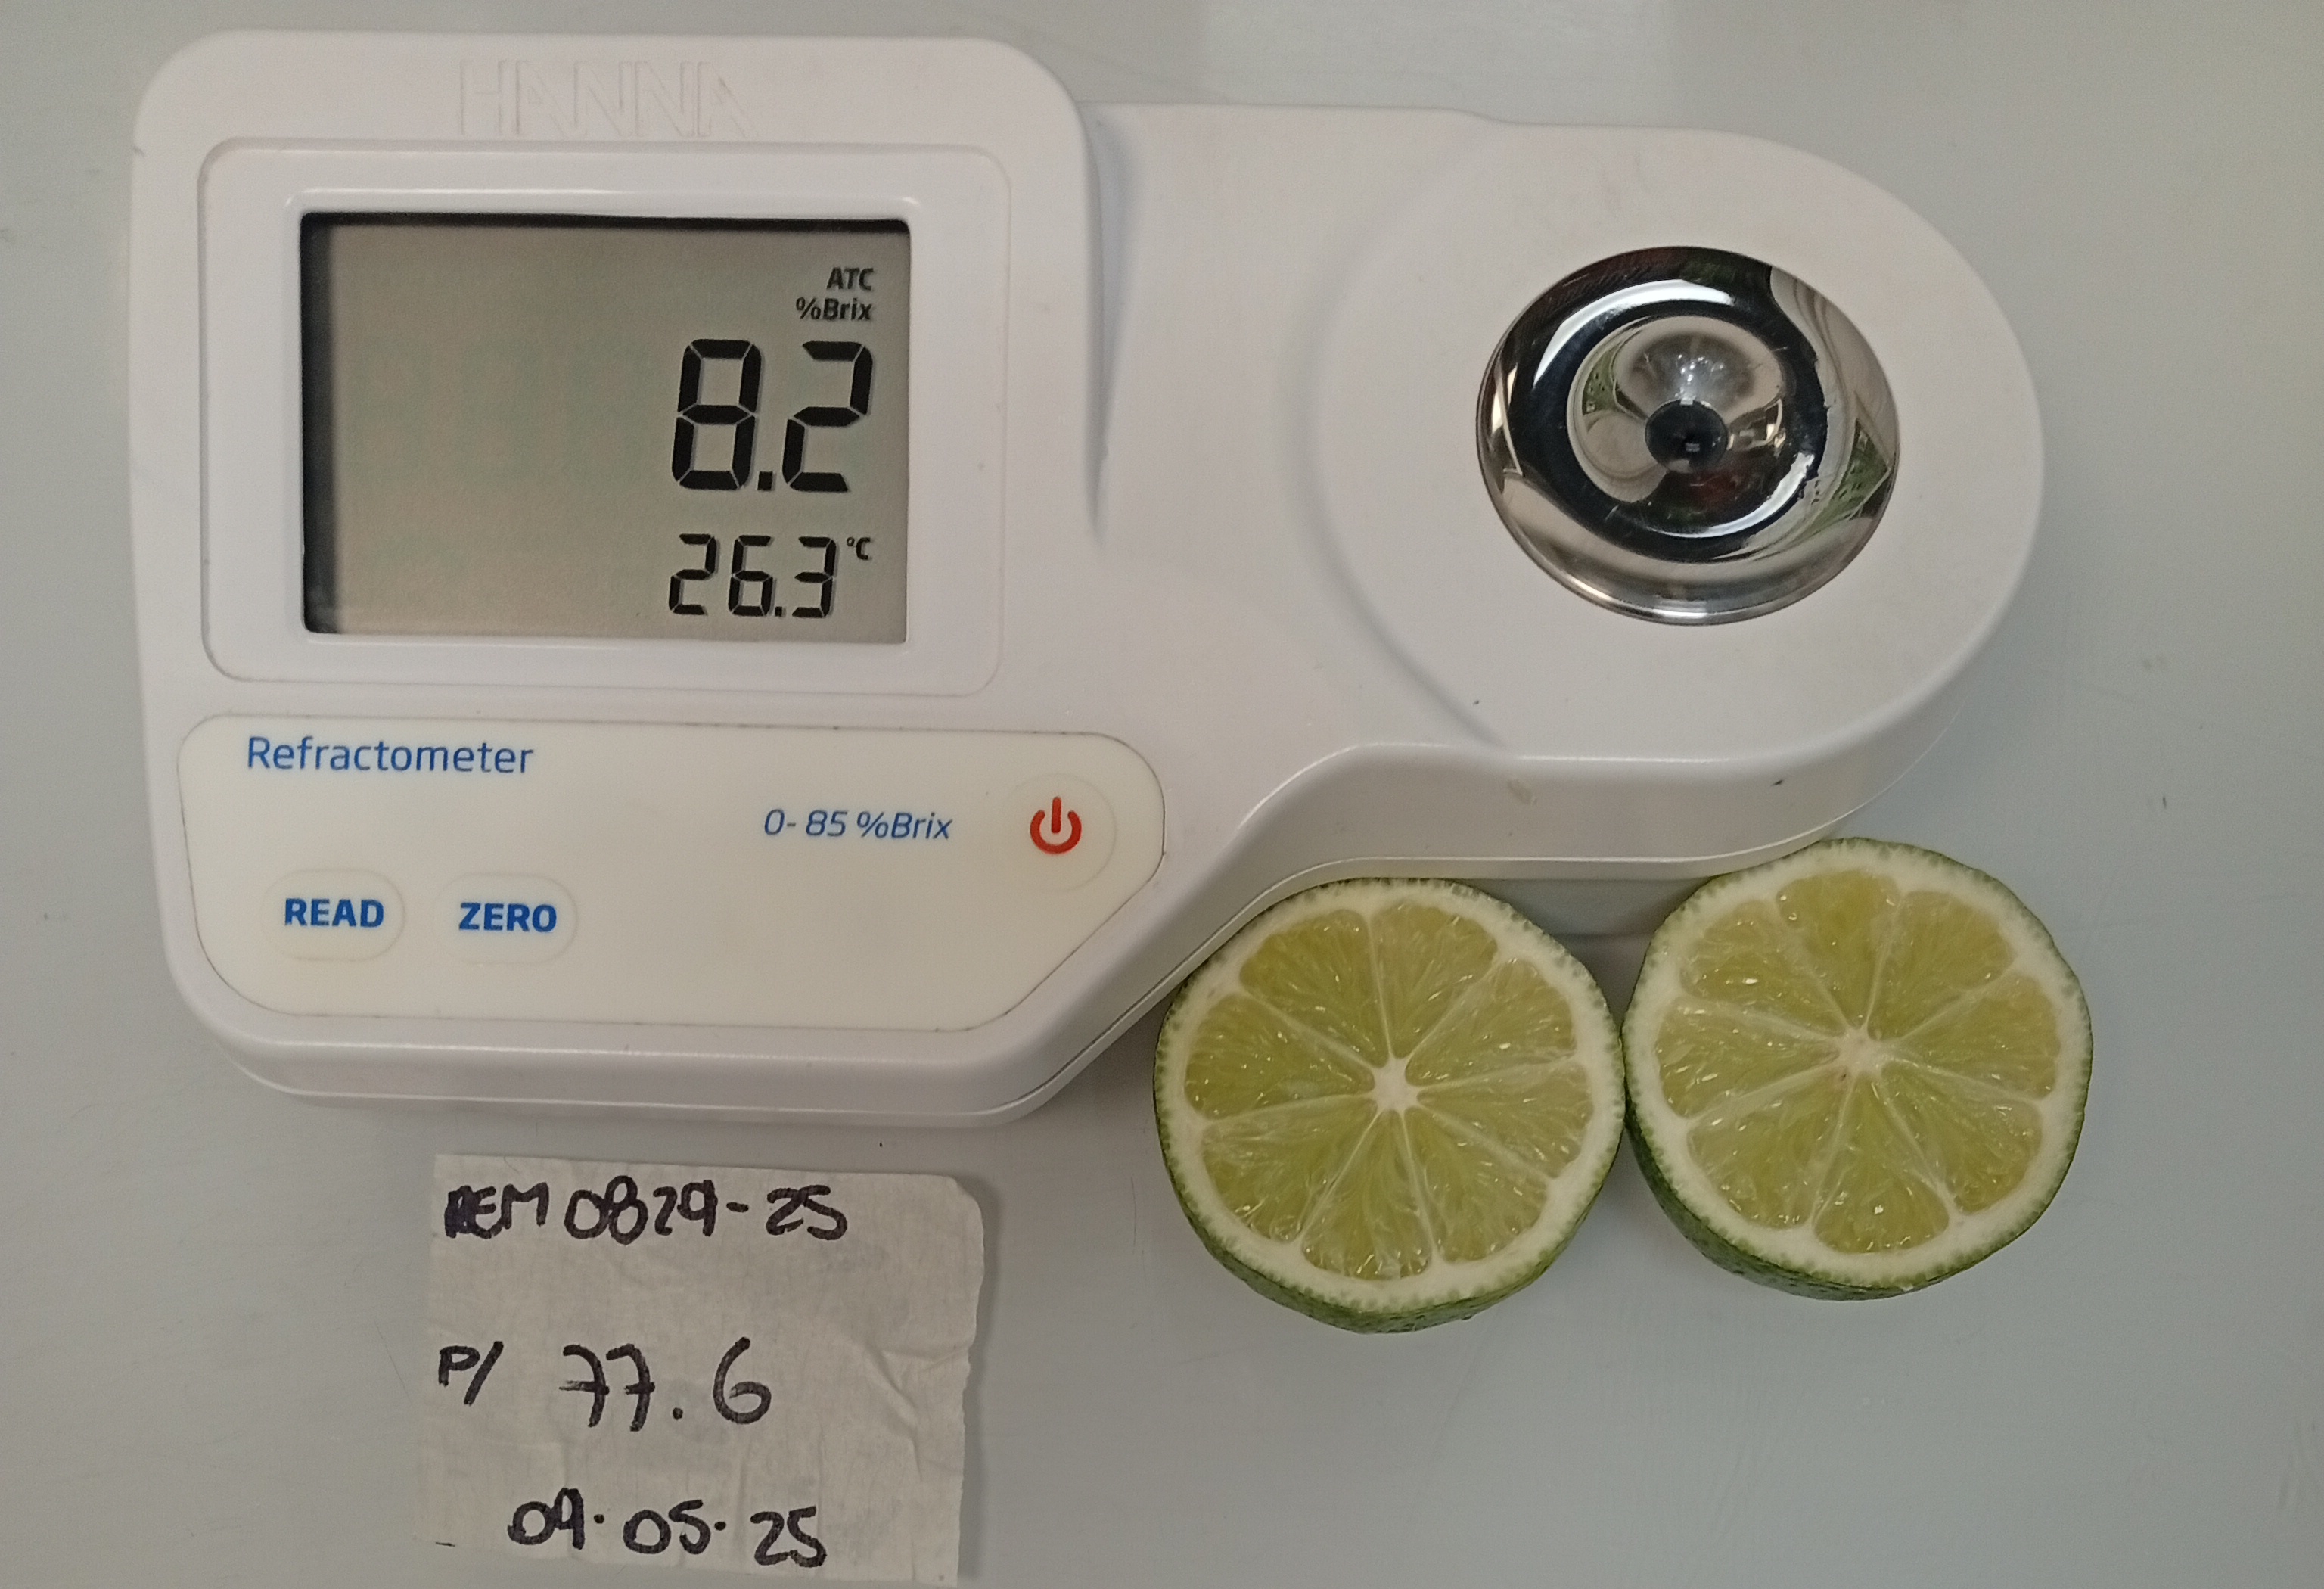 HANNA
ATC
%Brix
8.2
26.3 °C
Refractometer
0-85 %Brix
READ ZERO
REM 0829-25
P/ 77.6
09.05.25